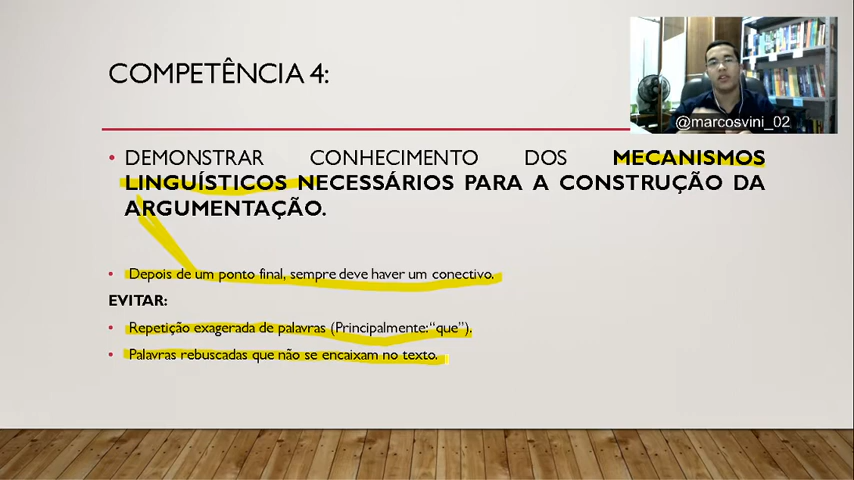 COMPETÊNCIA 4:
@marcosvini_02
• DEMONSTRAR CONHECIMENTO DOS MECANISMOS
LINGUÍSTICOS NECESSÁRIOS PARA A CONSTRUÇÃO DA
ARGUMENTAÇÃO.
• Depois de um ponto final, sempre deve haver um conectivo.
EVITAR:
• Repetição exagerada de palavras (Principalmente:“que”).
• Palavras rebuscadas que não se encaixam no texto.